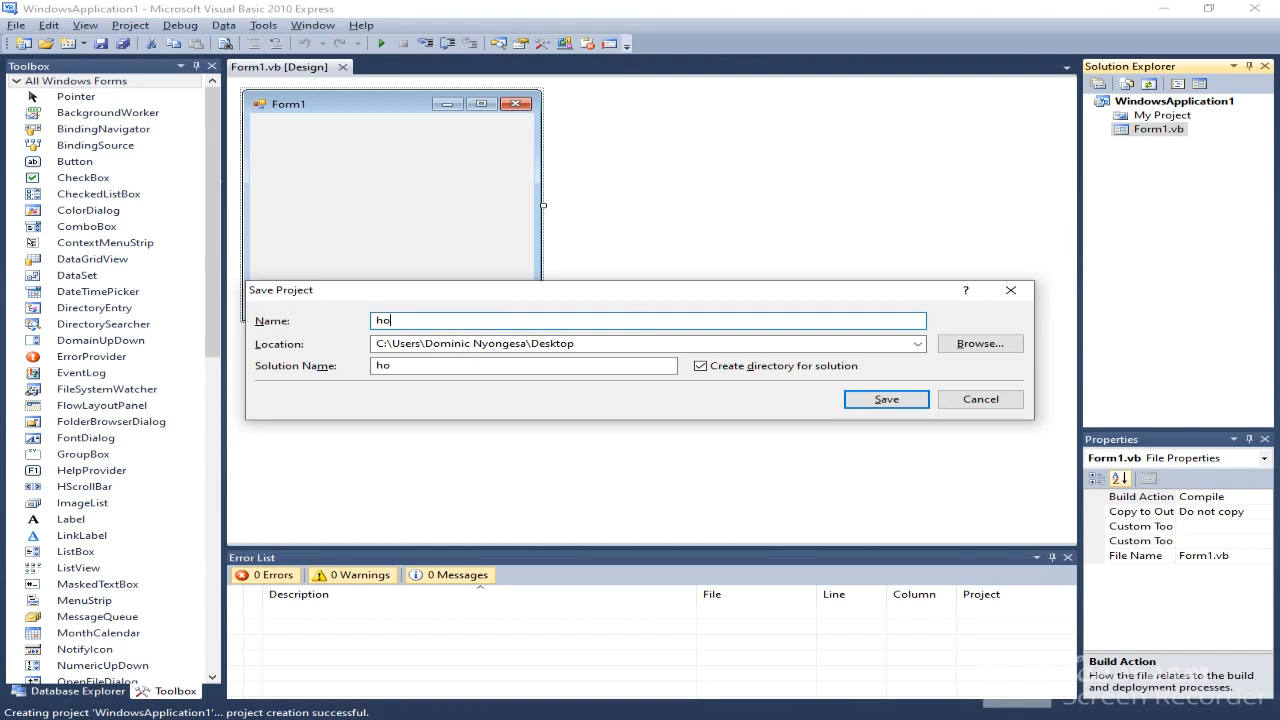 WindowsApplication1 - Microsoft Visual Basic 2010 Express
File Edit View Project Debug Data Tools Window Help
Toolbox
All Windows Forms
Pointer
BackgroundWorker
BindingNavigator
BindingSource
Button
CheckBox
CheckedListBox
ColorDialog
ComboBox
ContextMenuStrip
DataGridView
DataSet
DateTimePicker
DirectoryEntry
DirectorySearcher
DomainUpDown
ErrorProvider
EventLog
FileSystemWatcher
FlowLayoutPanel
FolderBrowserDialog
FontDialog
GroupBox
HelpProvider
HScrollBar
ImageList
Label
LinkLabel
ListBox
ListView
MaskedTextBox
MenuStrip
MessageQueue
MonthCalendar
NotifyIcon
NumericUpDown
OpenFileDialog
Database Explorer Toolbox
Form1.vb [Design]
Form1
Save Project
Name: ho
Location: C:\Users\Dominic Nyongesa\Desktop Browse...
Solution Name: ho Create directory for solution
Save Cancel
Error List
0 Errors 0 Warnings 0 Messages
Description File Line Column Project
Solution Explorer
WindowsApplication1
My Project
Form1.vb
Properties
Form1.vb File Properties
Build Action Compile
Copy to Out Do not copy
Custom Too
Custom Too
File Name Form1.vb
Build Action
How the file relates to the build
and deployment processes.
Screen Recorder
Creating project 'WindowsApplication1'... project creation successful.